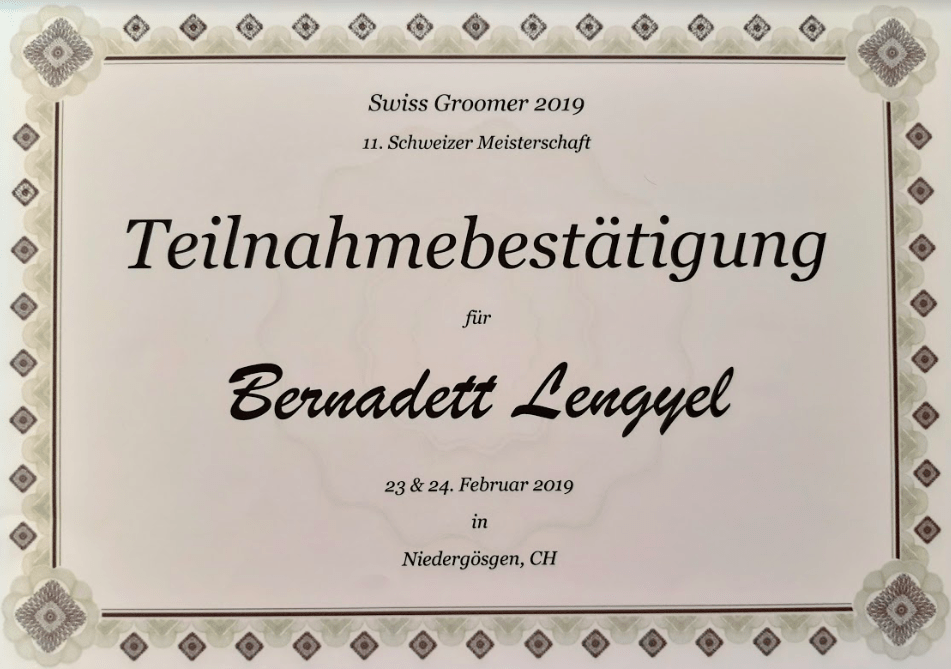 Swiss Groomer 2019
11. Schweizer Meisterschaft
Teilnahmebestätigung
für
Bernadett Lengyel
23 & 24. Februar 2019
in
Niedergösgen, CH